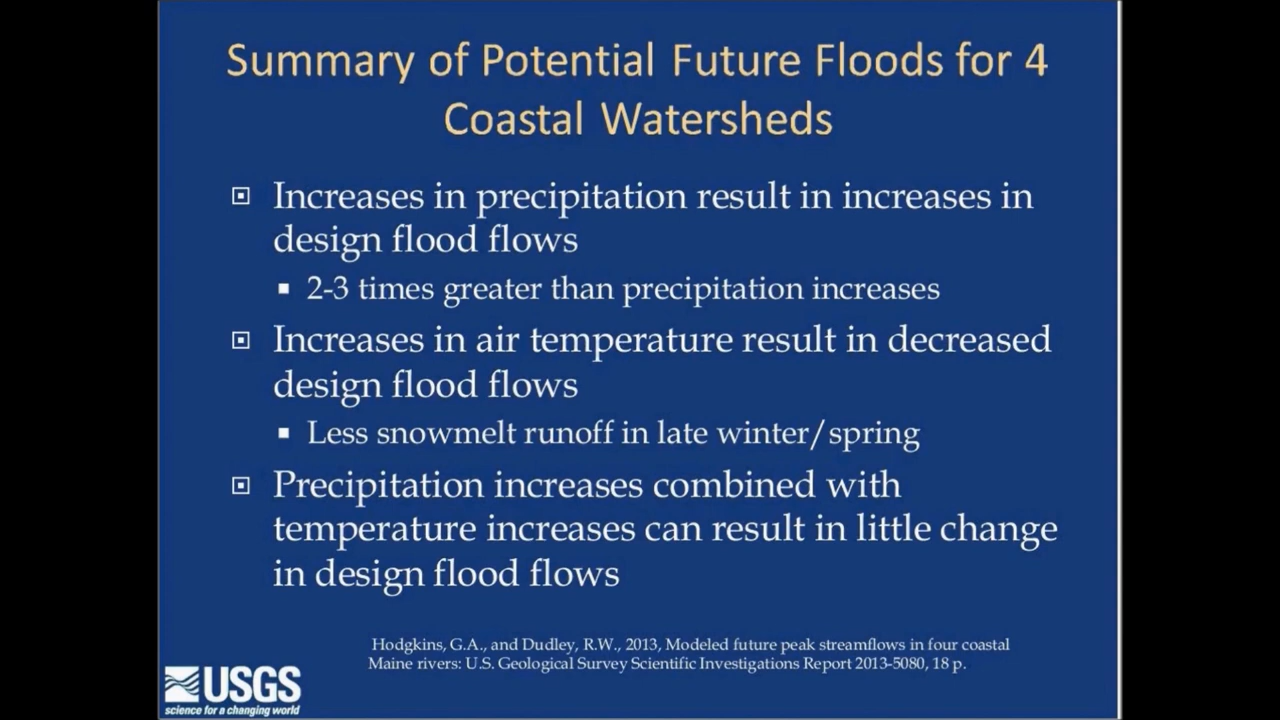 Summary of Potential Future Floods for 4
Coastal Watersheds
Increases in precipitation result in increases in
design flood flows
2-3 times greater than precipitation increases
Increases in air temperature result in decreased
design flood flows
Less snowmelt runoff in late winter/spring
Precipitation increases combined with
temperature increases can result in little change
in design flood flows
Hodgkins, G.A., and Dudley, R.W., 2013, Modeled future peak streamflows in four coastal
Maine rivers: U.S. Geological Survey Scientific Investigations Report 2013-5080, 18 p.
USGS
science for a changing world